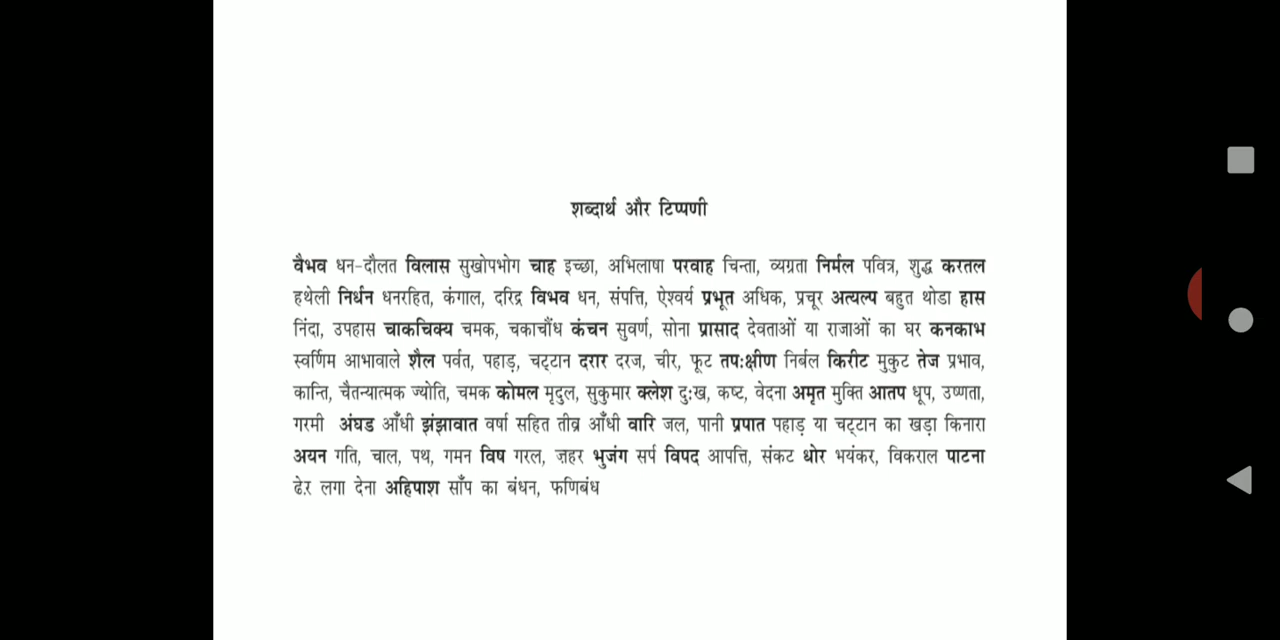 शब्दार्थ और टिप्पणी
वैभव धन-दौलत विलास सुखोपभोग चाह इच्छा, अभिलाषा परवाह चिन्ता, व्यग्रता निर्मल पवित्र, शुद्ध करतल
हथेली निर्धन धनरहित, कंगाल, दरिद्र विभव धन, संपत्ति, ऐश्वर्य प्रभूत अधिक, प्रचूर अत्यल्प बहुत थोडा हास
निंदा, उपहास चाकचिक्य चमक, चकाचौंध कंचन सुवर्ण, सोना प्रासाद देवताओं या राजाओं का घर कनकाभ
स्वर्णिम आभावाले शैल पर्वत, पहाड़, चट्टान दरार दरज, चीर, फूट तपःक्षीण निर्बल किरीट मुकुट तेज प्रभाव,
कान्ति, चैतन्यात्मक ज्योति, चमक कोमल मृदुल, सुकुमार क्लेश दुःख, कष्ट, वेदना अमृत मुक्ति आतप धूप, उष्णता,
गरमी अंघड आँधी झंझावात वर्षा सहित तीव्र आँधी वारि जल, पानी प्रपात पहाड़ या चट्टान का खड़ा किनारा
अयन गति, चाल, पथ, गमन विष गरल, ज़हर भुजंग सर्प विपद आपत्ति, संकट धोर भयंकर, विकराल पाटना
ढे़र लगा देना अहिपाश साँप का बंधन, फणिबंध